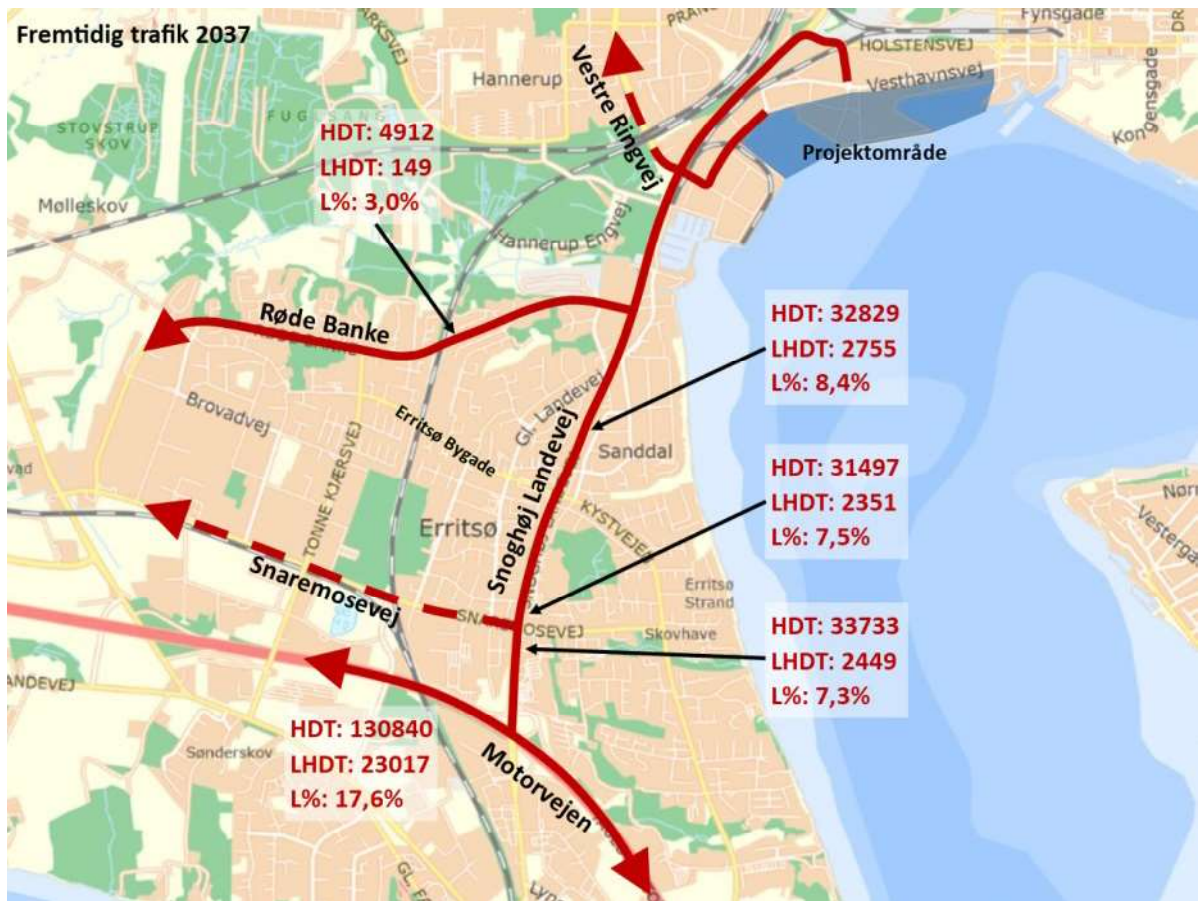 Fremtidig trafik 2037
Fynsgade
HOLSTENSVEJ
Vesthavnsvej
Hannerup
Vestre Ringvej
FUGLSANG
STOVSTRUP
SKOV
Projektområde
HDT: 4912
LHDT: 149
L%: 3,0%
Mølleskov
Hannerup Engvej
Røde Banke
HDT: 32829
LHDT: 2755
L%: 8,4%
Brovadvej
Gl. Landevej
Erritsø Bygade
Sanddal
Snoghøj Landevej
HDT: 31497
LHDT: 2351
L%: 7,5%
TONNE KJÆRSVEJ
KYSTVEJEN
Erritsø
Snaremosevej
Erritsø
Strand
Skovhave
HDT: 33733
LHDT: 2449
L%: 7,3%
HDT: 130840
LHDT: 23017
L%: 17,6%
Sønderskov
Motorvejen